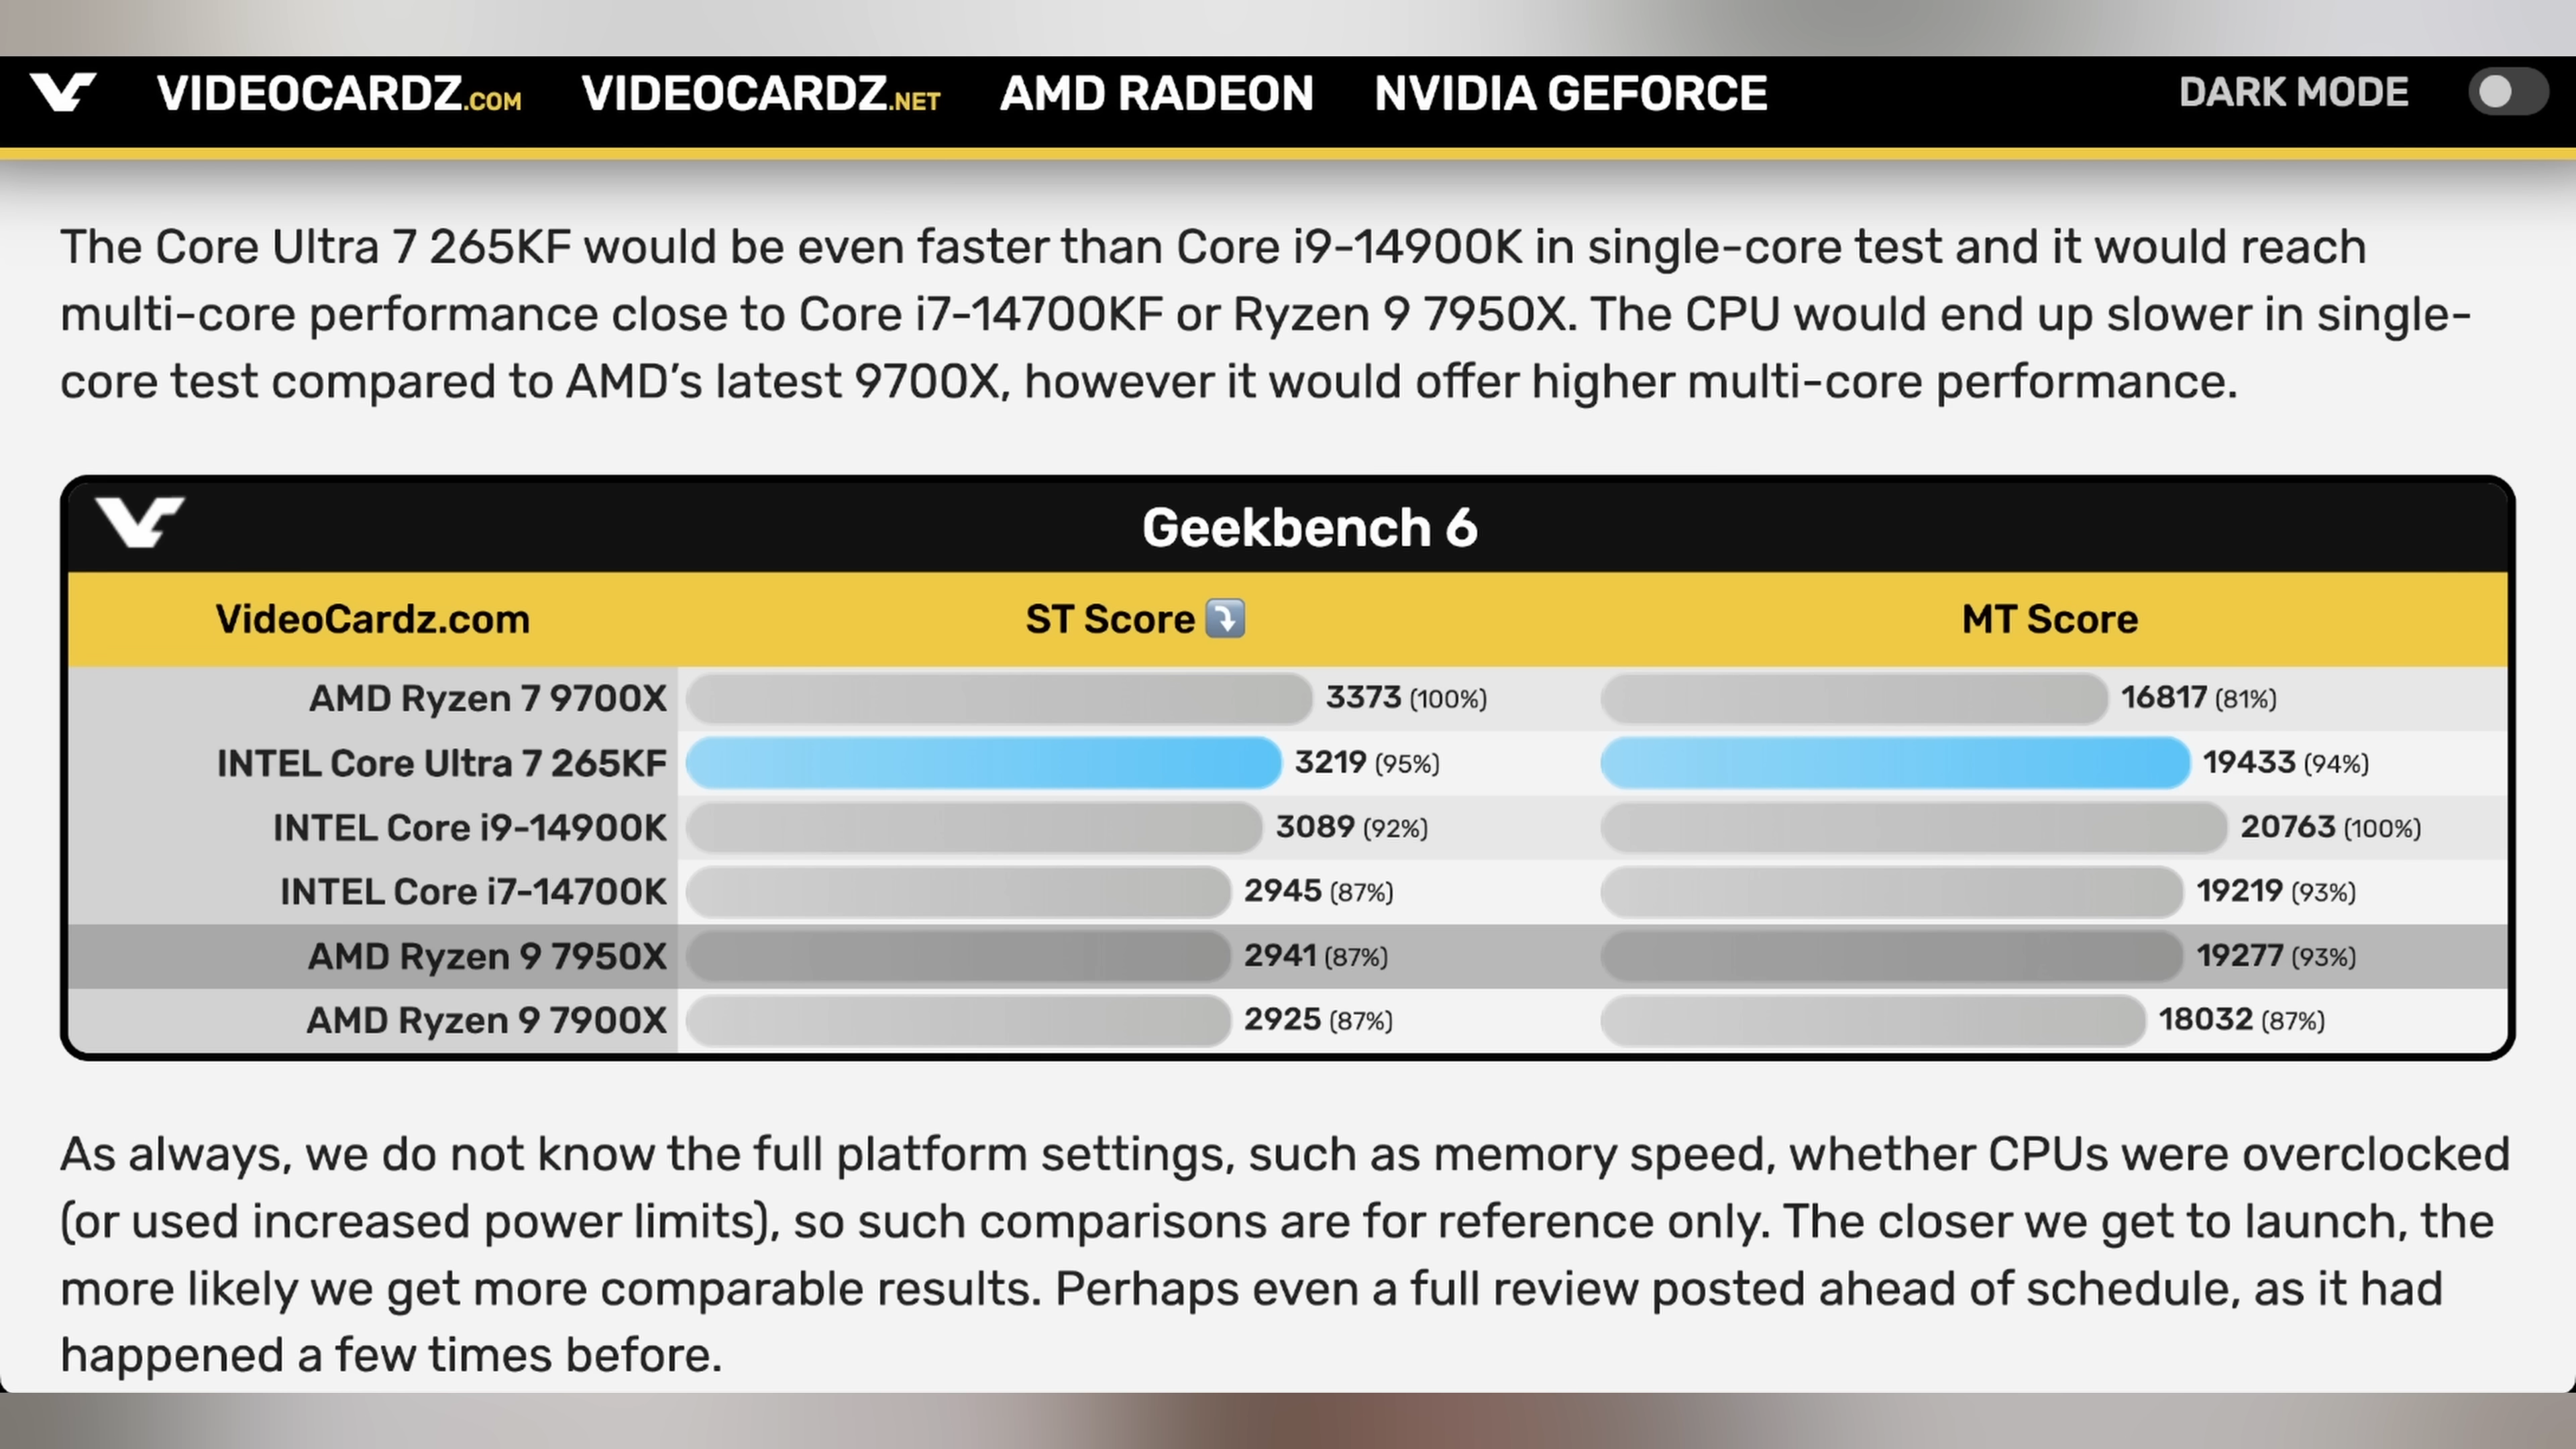 VIDEOCARDZ.COM VIDEOCARDZ.NET AMD RADEON NVIDIA GEFORCE DARK MODE
The Core Ultra 7 265KF would be even faster than Core i9-14900K in single-core test and it would reach
multi-core performance close to Core i7-14700KF or Ryzen 9 7950X. The CPU would end up slower in single-
core test compared to AMD’s latest 9700X, however it would offer higher multi-core performance.
Geekbench 6
VideoCardz.com ST Score ⤵️ MT Score
AMD Ryzen 7 9700X 3373 (100%) 16817 (81%)
INTEL Core Ultra 7 265KF 3219 (95%) 19433 (94%)
INTEL Core i9-14900K 3089 (92%) 20763 (100%)
INTEL Core i7-14700K 2945 (87%) 19219 (93%)
AMD Ryzen 9 7950X 2941 (87%) 19277 (93%)
AMD Ryzen 9 7900X 2925 (87%) 18032 (87%)
As always, we do not know the full platform settings, such as memory speed, whether CPUs were overclocked
(or used increased power limits), so such comparisons are for reference only. The closer we get to launch, the
more likely we get more comparable results. Perhaps even a full review posted ahead of schedule, as it had
happened a few times before.